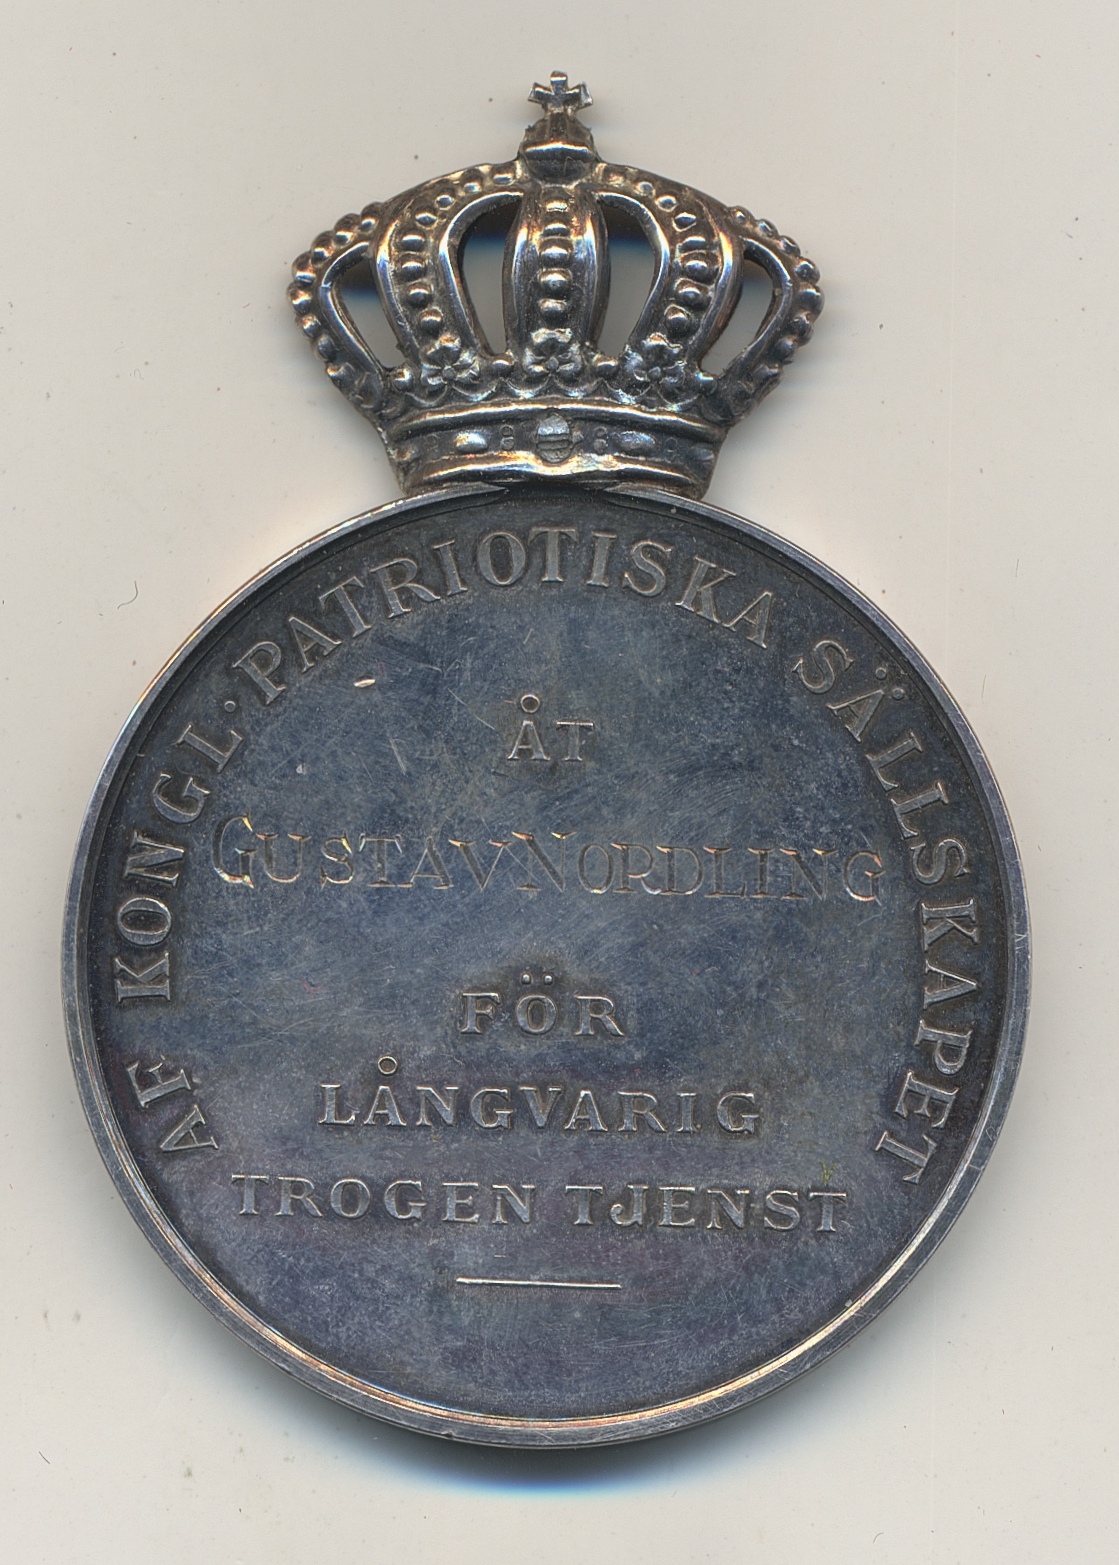 AF KONGL. PATRIOTISKA SÄLLSKAPET
ÅT
GUSTAV NORDLING
FÖR
LÅNGVARIG
TROGEN TJENST